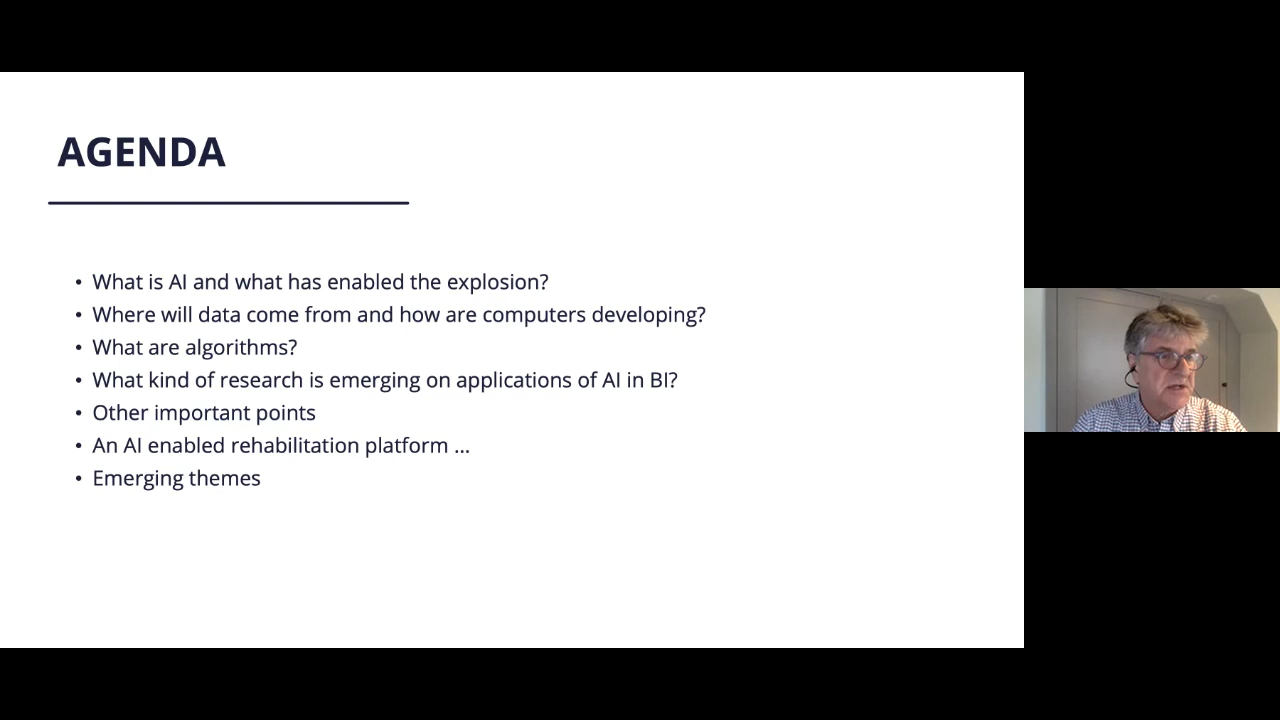 AGENDA
• What is AI and what has enabled the explosion?
• Where will data come from and how are computers developing?
• What are algorithms?
• What kind of research is emerging on applications of AI in BI?
• Other important points
• An AI enabled rehabilitation platform ...
• Emerging themes